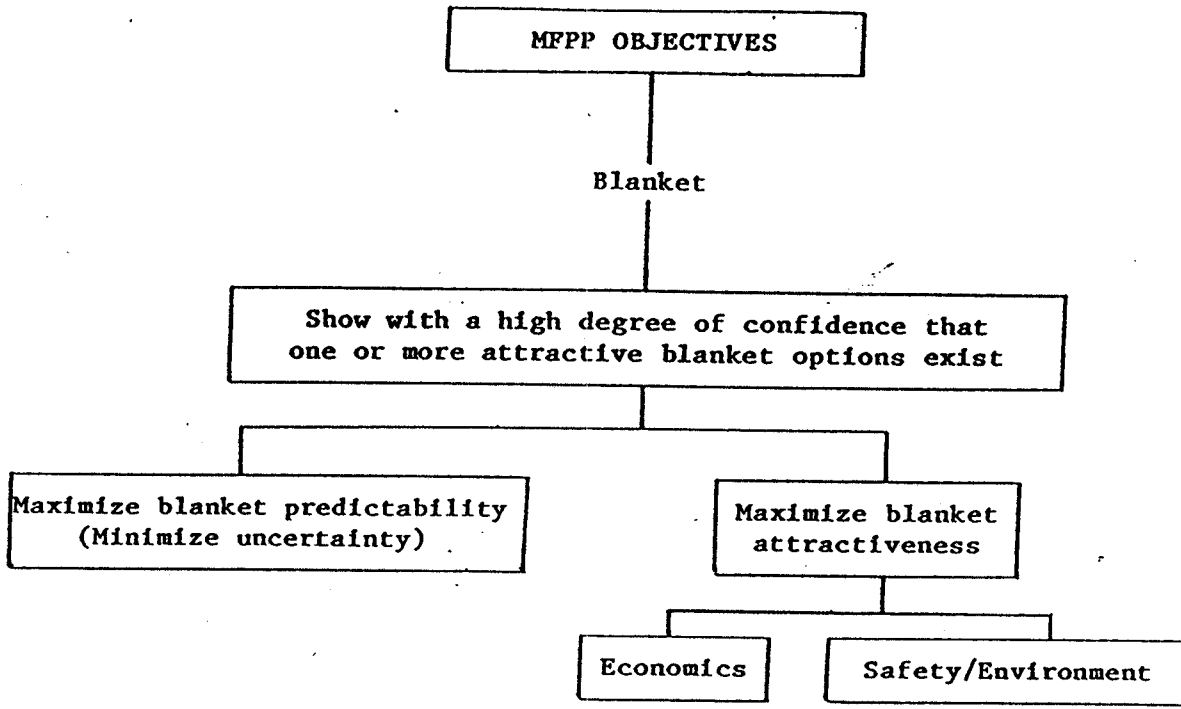 MFPP OBJECTIVES
Blanket
Show with a high degree of confidence that
one or more attractive blanket options exist
Maximize blanket predictability
(Minimize uncertainty)
Maximize blanket
attractiveness
Economics
Safety/Environment